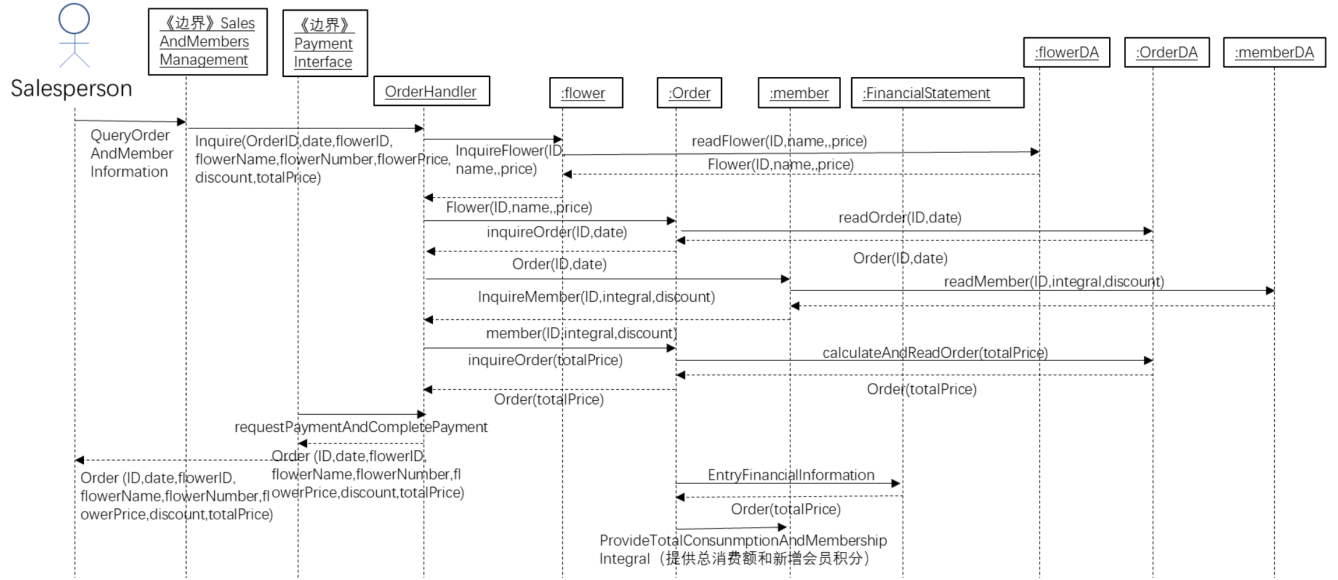 《边界》Sales
AndMembers
Management
《边界》
Payment
Interface
:flowerDA
:OrderDA
:memberDA
Salesperson
OrderHandler
:flower
:Order
:member
:FinancialStatement
QueryOrder
AndMember
Information
Inquire(OrderID,date,flowerID,
flowerName,flowerNumber,flowerPrice,
discount,totalPrice)
InquireFlower(ID,
name,,price)
readFlower(ID,name,,price)
Flower(ID,name,,price)
Flower(ID,name,,price)
readOrder(ID,date)
inquireOrder(ID,date)
Order(ID,date)
Order(ID,date)
readMember(ID,integral,discount)
InquireMember(ID,integral,discount)
member(ID,integral,discount)
inquireOrder(totalPrice)
calculateAndReadOrder(totalPrice)
Order(totalPrice)
Order(totalPrice)
requestPaymentAndCompletePayment
Order (ID,date,flowerID,
flowerName,flowerNumber,fl
owerPrice,discount,totalPrice)
Order (ID,date,flowerID,
flowerName,flowerNumber,fl
owerPrice,discount,totalPrice)
EntryFinancialInformation
Order(totalPrice)
ProvideTotalConsunmptionAndMembership
Integral（提供总消费额和新增会员积分）